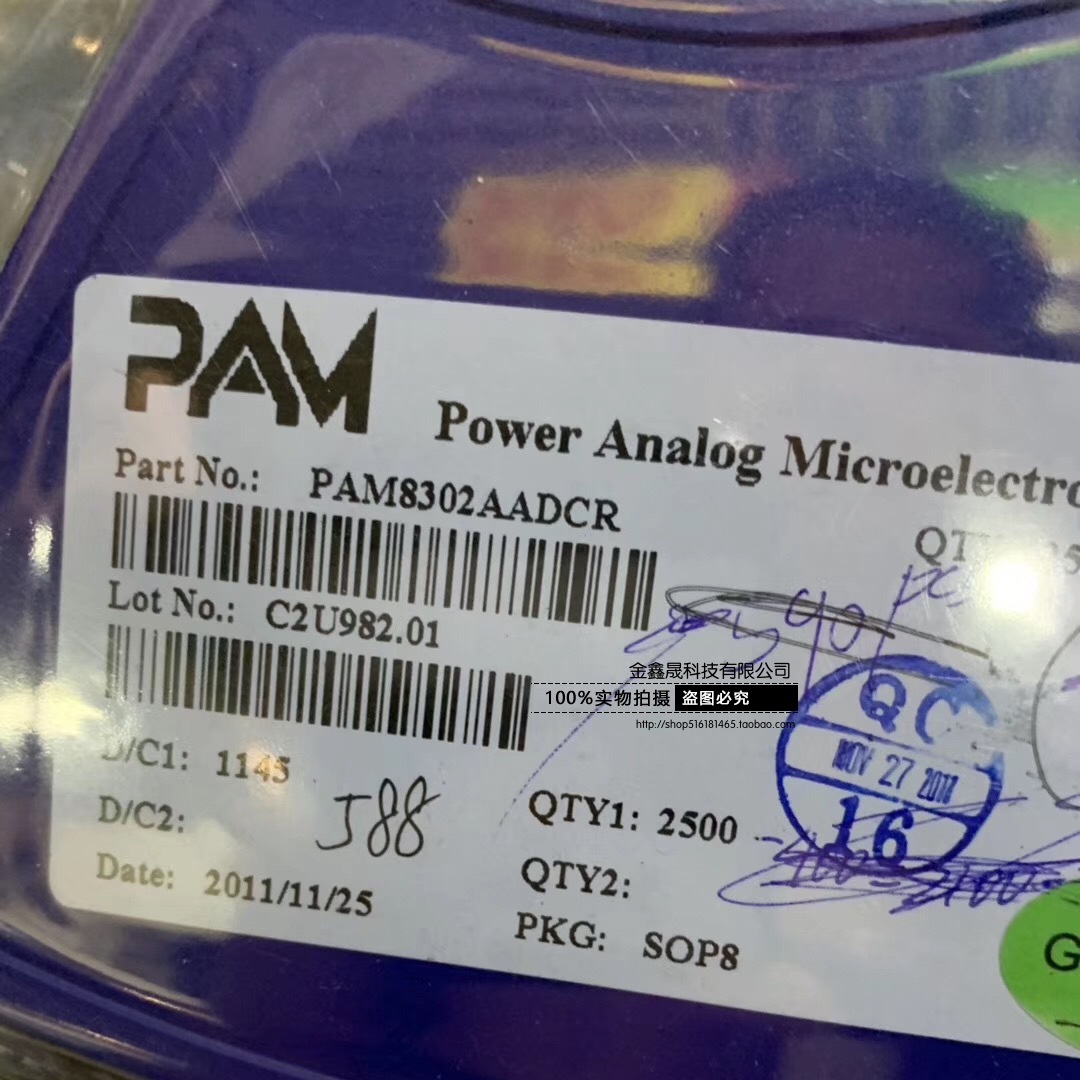 PAM
Power Analog Microelectro
Part No.: PAM8302AADCR
Lot No.: C2U982.01
金鑫晟科技有限公司
100%实物拍摄 盗图必究
http://shop516181465.taobao.com
QC
NOV 27 2011
16
D/C1: 1145
D/C2:
J88
Date: 2011/11/25
QTY1: 2500
QTY2:
PKG: SOP8
G